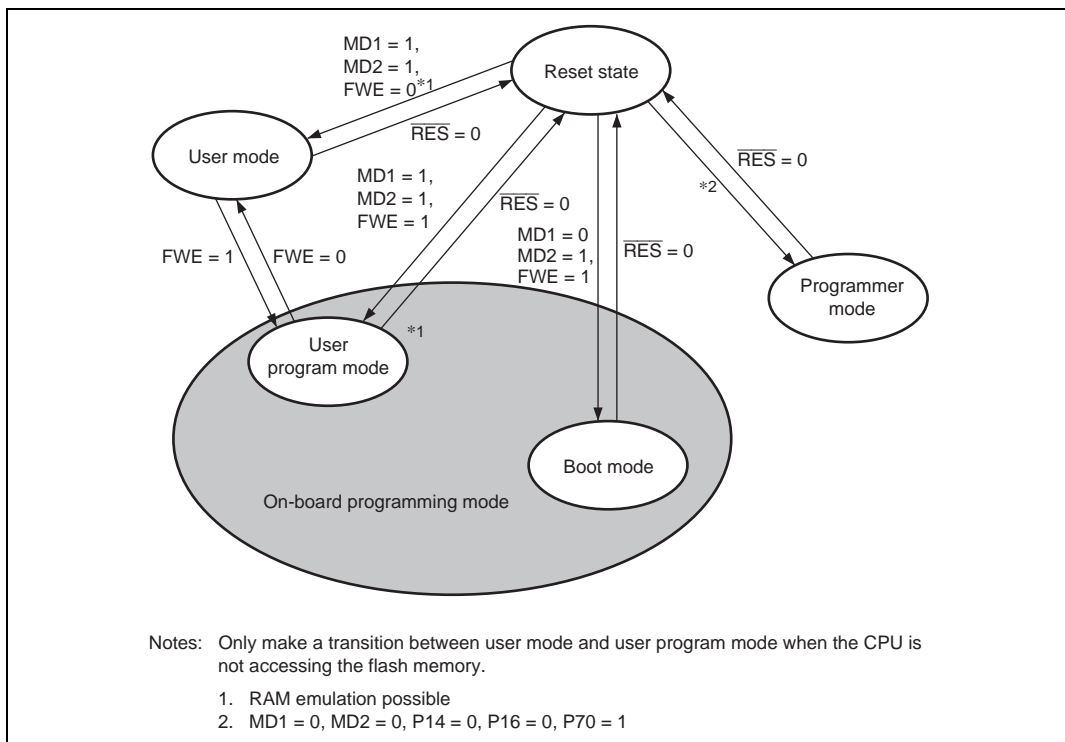 MD1 = 1,
MD2 = 1,
FWE = 0*1
Reset state
RES = 0
User mode
RES = 0
*2
MD1 = 1,
MD2 = 1,
FWE = 1
RES = 0
MD1 = 0
MD2 = 1,
FWE = 1
RES = 0
FWE = 1
FWE = 0
Programmer
mode
*1
User
program mode
Boot mode
On-board programming mode
Notes: Only make a transition between user mode and user program mode when the CPU is
not accessing the flash memory.
1. RAM emulation possible
2. MD1 = 0, MD2 = 0, P14 = 0, P16 = 0, P70 = 1